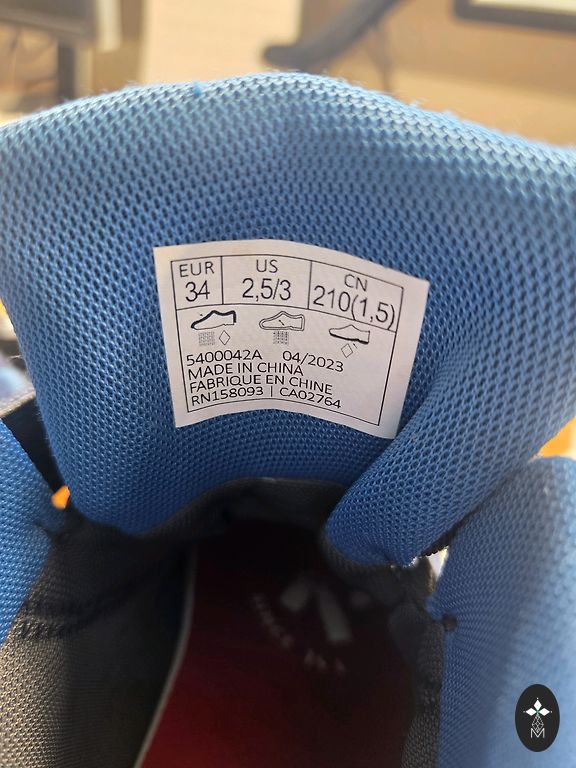 EUR US CN
34 2,5/3 210(1,5)
5400042A 04/2023
MADE IN CHINA
FABRIQUE EN CHINE
RN158093 | CA02764
SINCE
M